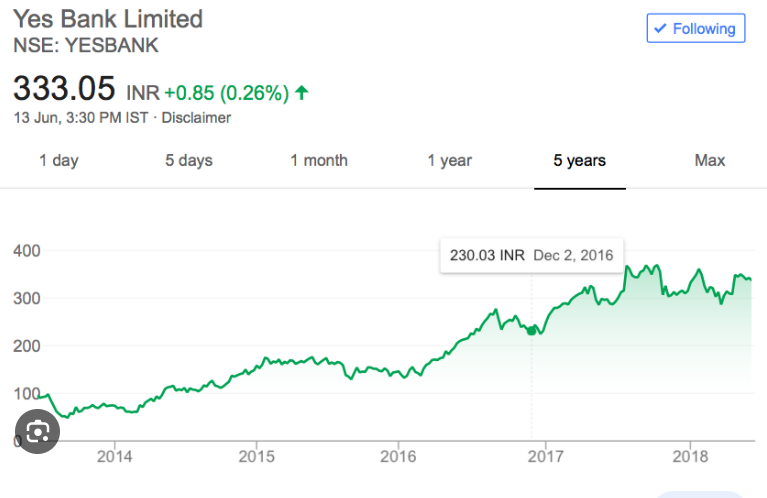 Yes Bank Limited
NSE: YESBANK
Following
333.05 INR +0.85 (0.26%)
13 Jun, 3:30 PM IST · Disclaimer
1 day 5 days 1 month 1 year 5 years Max
230.03 INR Dec 2, 2016
400
300
200
100
0
2014 2015 2016 2017 2018